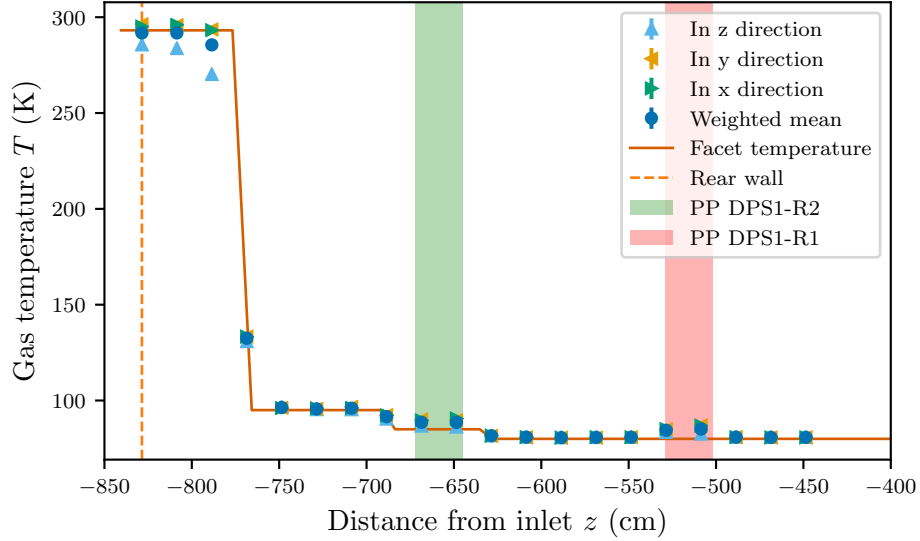 300
250
200
150
100
Gas temperature T (K)
In z direction
In y direction
In x direction
Weighted mean
Facet temperature
Rear wall
PP DPS1-R2
PP DPS1-R1
−850 −800 −750 −700 −650 −600 −550 −500 −450 −400
Distance from inlet z (cm)